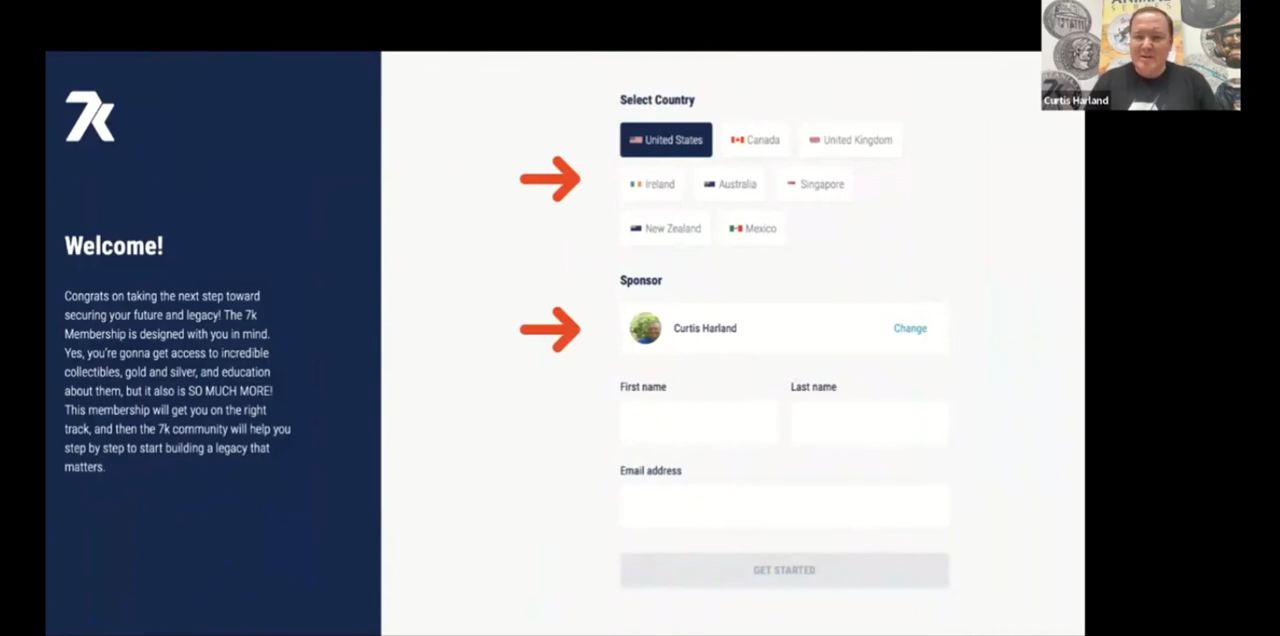 7k
Welcome!
Congrats on taking the next step toward
securing your future and legacy! The 7k
Membership is designed with you in mind.
Yes, you're gonna get access to incredible
collectibles, gold and silver, and education
about them, but it also is SO MUCH MORE!
This membership will get you on the right
track, and then the 7k community will help you
step by step to start building a legacy that
matters.
Select Country
United States
Canada
United Kingdom
Ireland
Australia
Singapore
New Zealand
Mexico
Sponsor
Curtis Harland
Change
First name
Last name
Email address
GET STARTED
Curtis Harland